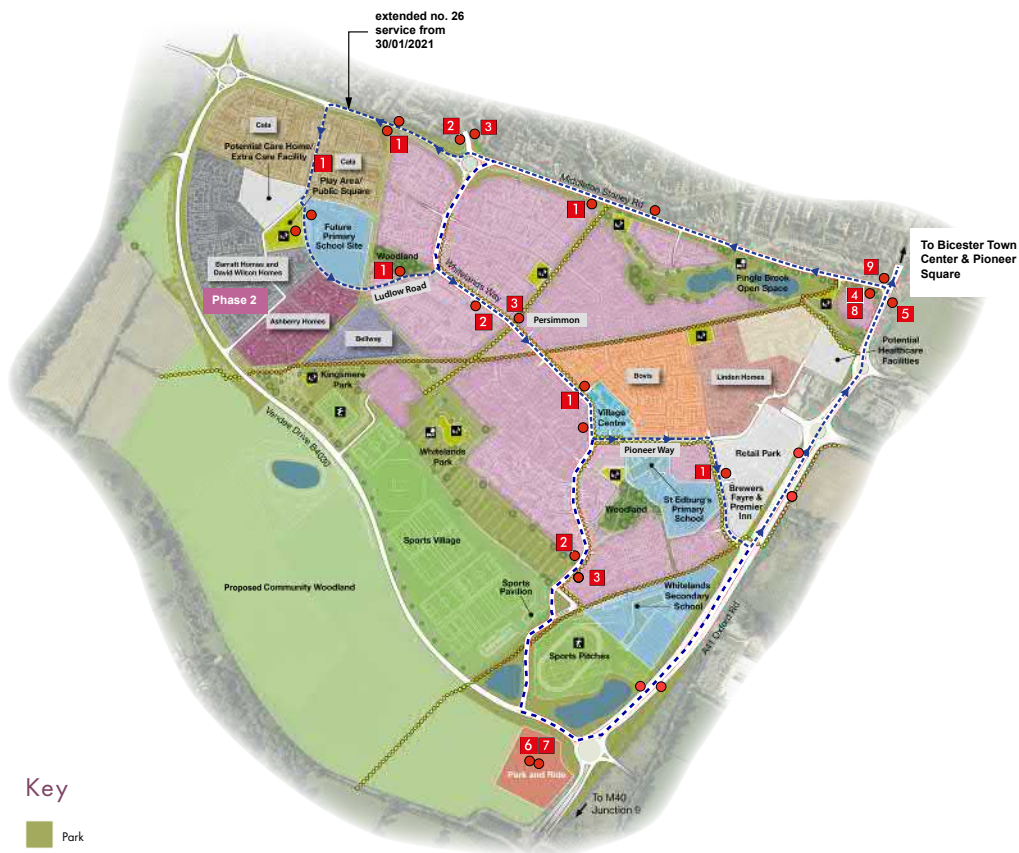 extended no. 26
service from
30/01/2021
2
3
Cala
Potential Care Home/
Extra Care Facility
1
1
Cala
Play Area/
Public Square
Middleton Stoney Rd
1
Future
Primary
School Site
To Bicester Town
Center & Pioneer
Square
Woodland
1
Whitelands Way
Pingle Brook
Open Space
9
4
8
5
Barratt Homes and
David Wilson Homes
Ludlow Road
Phase 2
2
3
Persimmon
Ashberry Homes
Bellway
Potential
Healthcare
Facilities
Kingsmere
Park
Bovis
Linden Homes
1
Village
Centre
Vendee Drive B4030
Whitelands
Park
Pioneer Way
Retail Park
1
Brewers
Fayre &
Premier
Inn
St Edburg's
Primary
School
Woodland
Sports Village
2
3
Proposed Community Woodland
Sports
Pavilion
Whitelands
Secondary
School
A41 Oxford Rd
Sports Pitches
6
7
Park and Ride
To M40
Junction 9
Key
Park